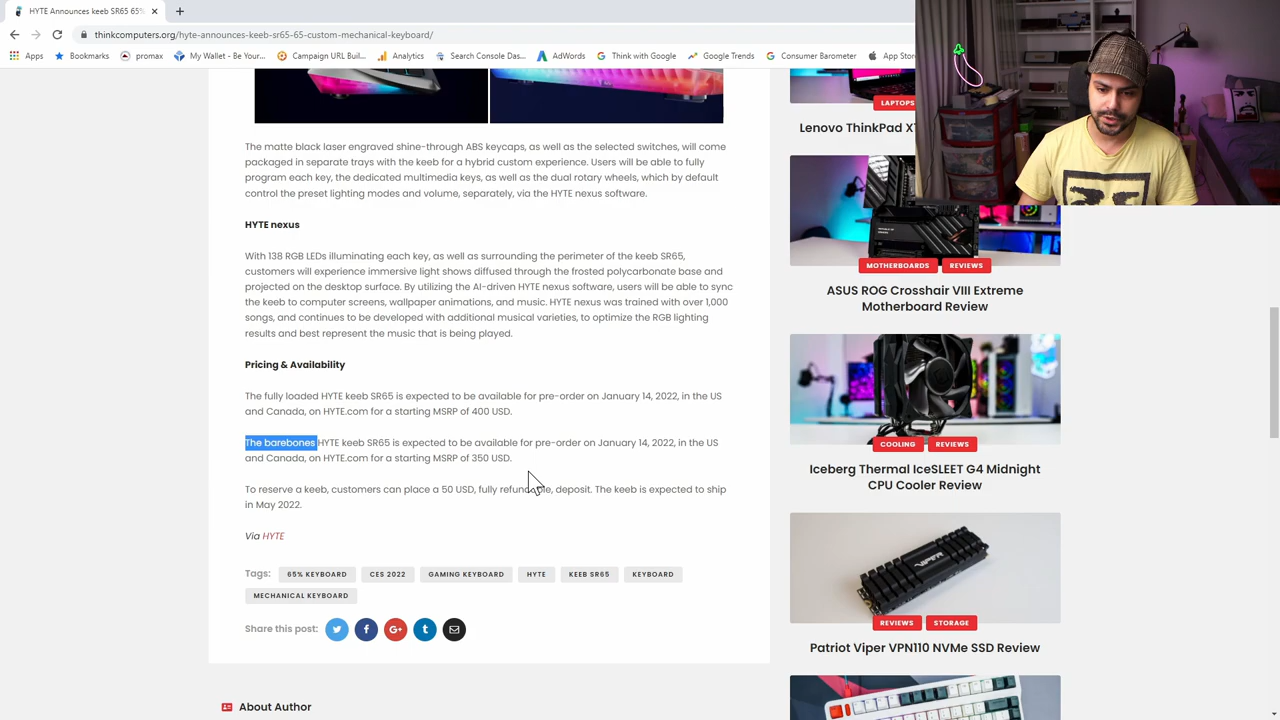 HYTE Announces keeb SR65 65%
thinkcomputers.org/hyte-announces-keeb-sr65-65-custom-mechanical-keyboard/
Apps
Bookmarks
promax
My Wallet - Be Your...
Campaign URL Buil...
Analytics
Search Console Das...
AdWords
Think with Google
Google Trends
Consumer Barometer
App Stor
The matte black laser engraved shine-through ABS keycaps, as well as the selected switches, will come
packaged in separate trays with the keeb for a hybrid custom experience. Users will be able to fully
program each key, the dedicated multimedia keys, as well as the dual rotary wheels, which by default
control the preset lighting modes and volume, separately, via the HYTE nexus software.
HYTE nexus
With 138 RGB LEDs illuminating each key, as well as surrounding the perimeter of the keeb SR65,
customers will experience immersive light shows diffused through the frosted polycarbonate base and
projected on the desktop surface. By utilizing the AI-driven HYTE nexus software, users will be able to sync
the keeb to computer screens, wallpaper animations, and music. HYTE nexus was trained with over 1,000
songs, and continues to be developed with additional musical varieties, to optimize the RGB lighting
results and best represent the music that is being played.
Pricing & Availability
The fully loaded HYTE keeb SR65 is expected to be available for pre-order on January 14, 2022, in the US
and Canada, on HYTE.com for a starting MSRP of 400 USD.
The barebones HYTE keeb SR65 is expected to be available for pre-order on January 14, 2022, in the US
and Canada, on HYTE.com for a starting MSRP of 350 USD.
To reserve a keeb, customers can place a 50 USD, fully refundable, deposit. The keeb is expected to ship
in May 2022.
Via HYTE
Tags: 65% KEYBOARD CES 2022 GAMING KEYBOARD HYTE KEEB SR65 KEYBOARD
MECHANICAL KEYBOARD
Share this post:
About Author
LAPTOPS
Lenovo ThinkPad X1
MOTHERBOARDS REVIEWS
ASUS ROG Crosshair VIII Extreme
Motherboard Review
COOLING REVIEWS
Iceberg Thermal IceSLEET G4 Midnight
CPU Cooler Review
VIPER
REVIEWS STORAGE
Patriot Viper VPN110 NVMe SSD Review